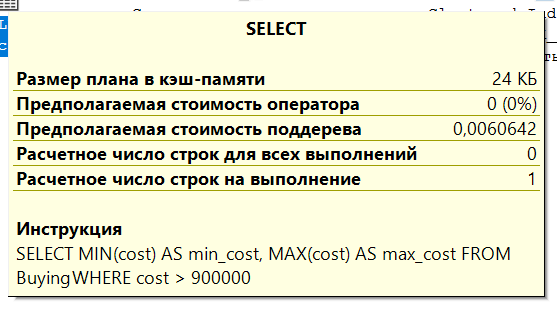 SELECT
Размер плана в кэш-памяти 24 КБ
Предполагаемая стоимость оператора 0 (0%)
Предполагаемая стоимость поддерева 0,0060642
Расчетное число строк для всех выполнений 0
Расчетное число строк на выполнение 1
Инструкция
SELECT MIN(cost) AS min_cost, MAX(cost) AS max_cost FROM
BuyingWHERE cost > 900000